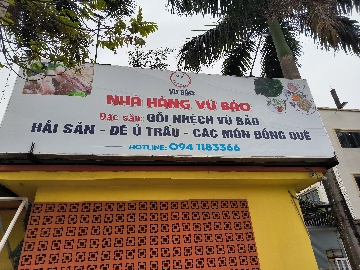 VŨ BẢO
NHÀ HÀNG VŨ BẢO
Đặc sản: GỎI NHỆCH VŨ BẢO
HẢI SẢN - DÊ Ủ TRẤU - CÁC MÓN ĐỒNG QUÊ
HOTLINE: 094 1183366